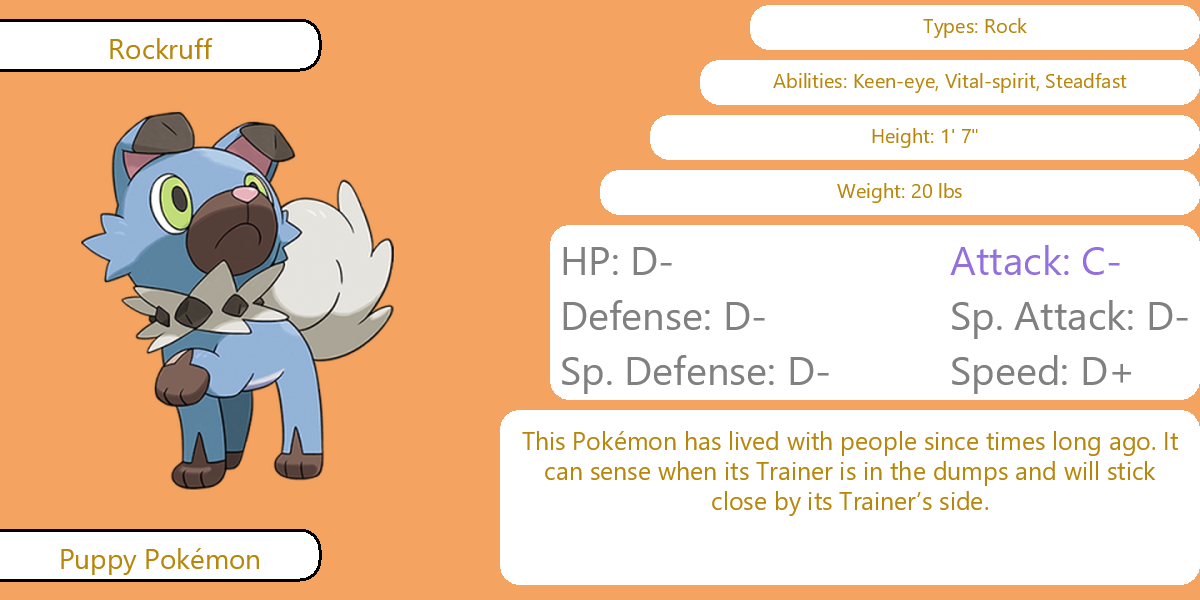 Rockruff
Types: Rock
Abilities: Keen-eye, Vital-spirit, Steadfast
Height: 1' 7"
Weight: 20 lbs
HP: D-
Attack: C-
Defense: D-
Sp. Attack: D-
Sp. Defense: D-
Speed: D+
This Pokémon has lived with people since times long ago. It
can sense when its Trainer is in the dumps and will stick
close by its Trainer’s side.
Puppy Pokémon